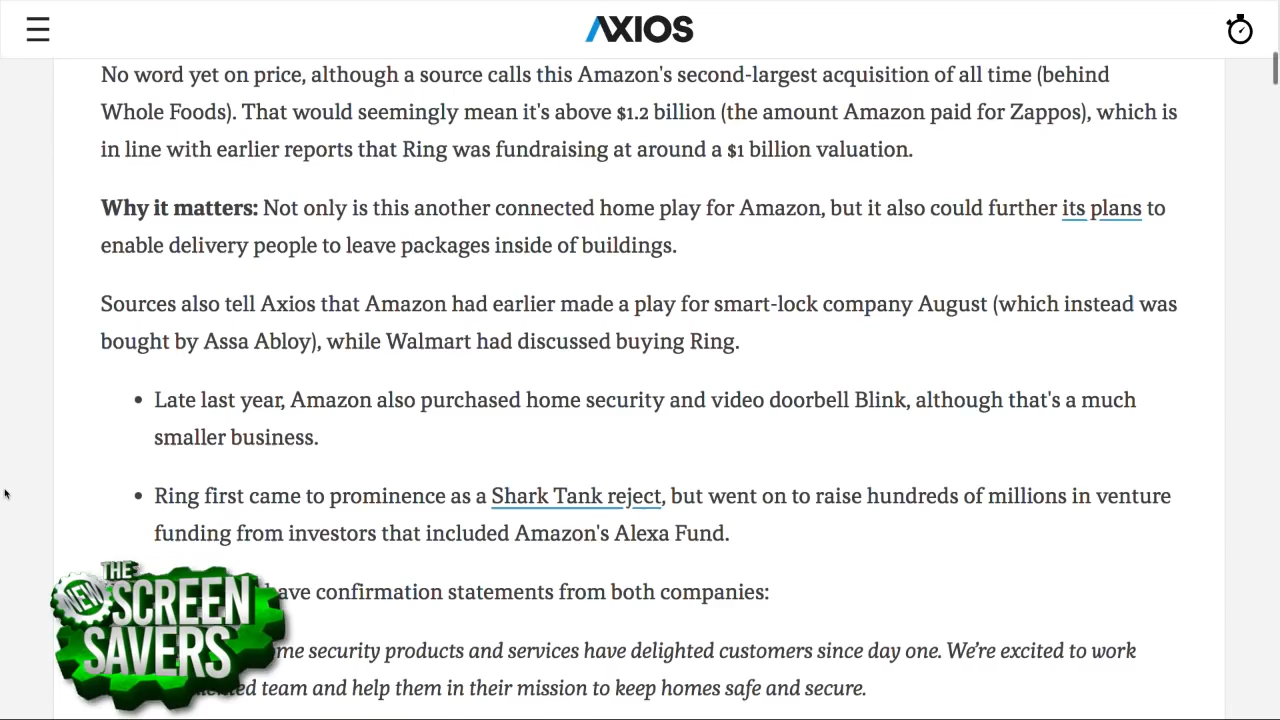 AXIOS
No word yet on price, although a source calls this Amazon's second-largest acquisition of all time (behind
Whole Foods). That would seemingly mean it's above $1.2 billion (the amount Amazon paid for Zappos), which is
in line with earlier reports that Ring was fundraising at around a $1 billion valuation.
Why it matters: Not only is this another connected home play for Amazon, but it also could further its plans to
enable delivery people to leave packages inside of buildings.
Sources also tell Axios that Amazon had earlier made a play for smart-lock company August (which instead was
bought by Assa Abloy), while Walmart had discussed buying Ring.
• Late last year, Amazon also purchased home security and video doorbell Blink, although that's a much
smaller business.
• Ring first came to prominence as a Shark Tank reject, but went on to raise hundreds of millions in venture
funding from investors that included Amazon's Alexa Fund.
confirmation statements from both companies:
security products and services have delighted customers since day one. We're excited to work
team and help them in their mission to keep homes safe and secure.
THE
NEW SCREEN
SAVERS